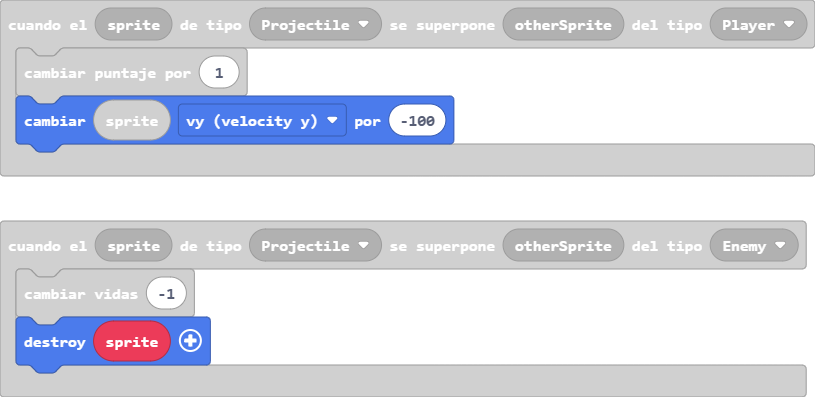 cuando el sprite de tipo Projectile se superpone otherSprite del tipo Player
cambiar puntaje por 1
cambiar sprite vy (velocity y) por -100
cuando el sprite de tipo Projectile se superpone otherSprite del tipo Enemy
cambiar vidas -1
destroy sprite